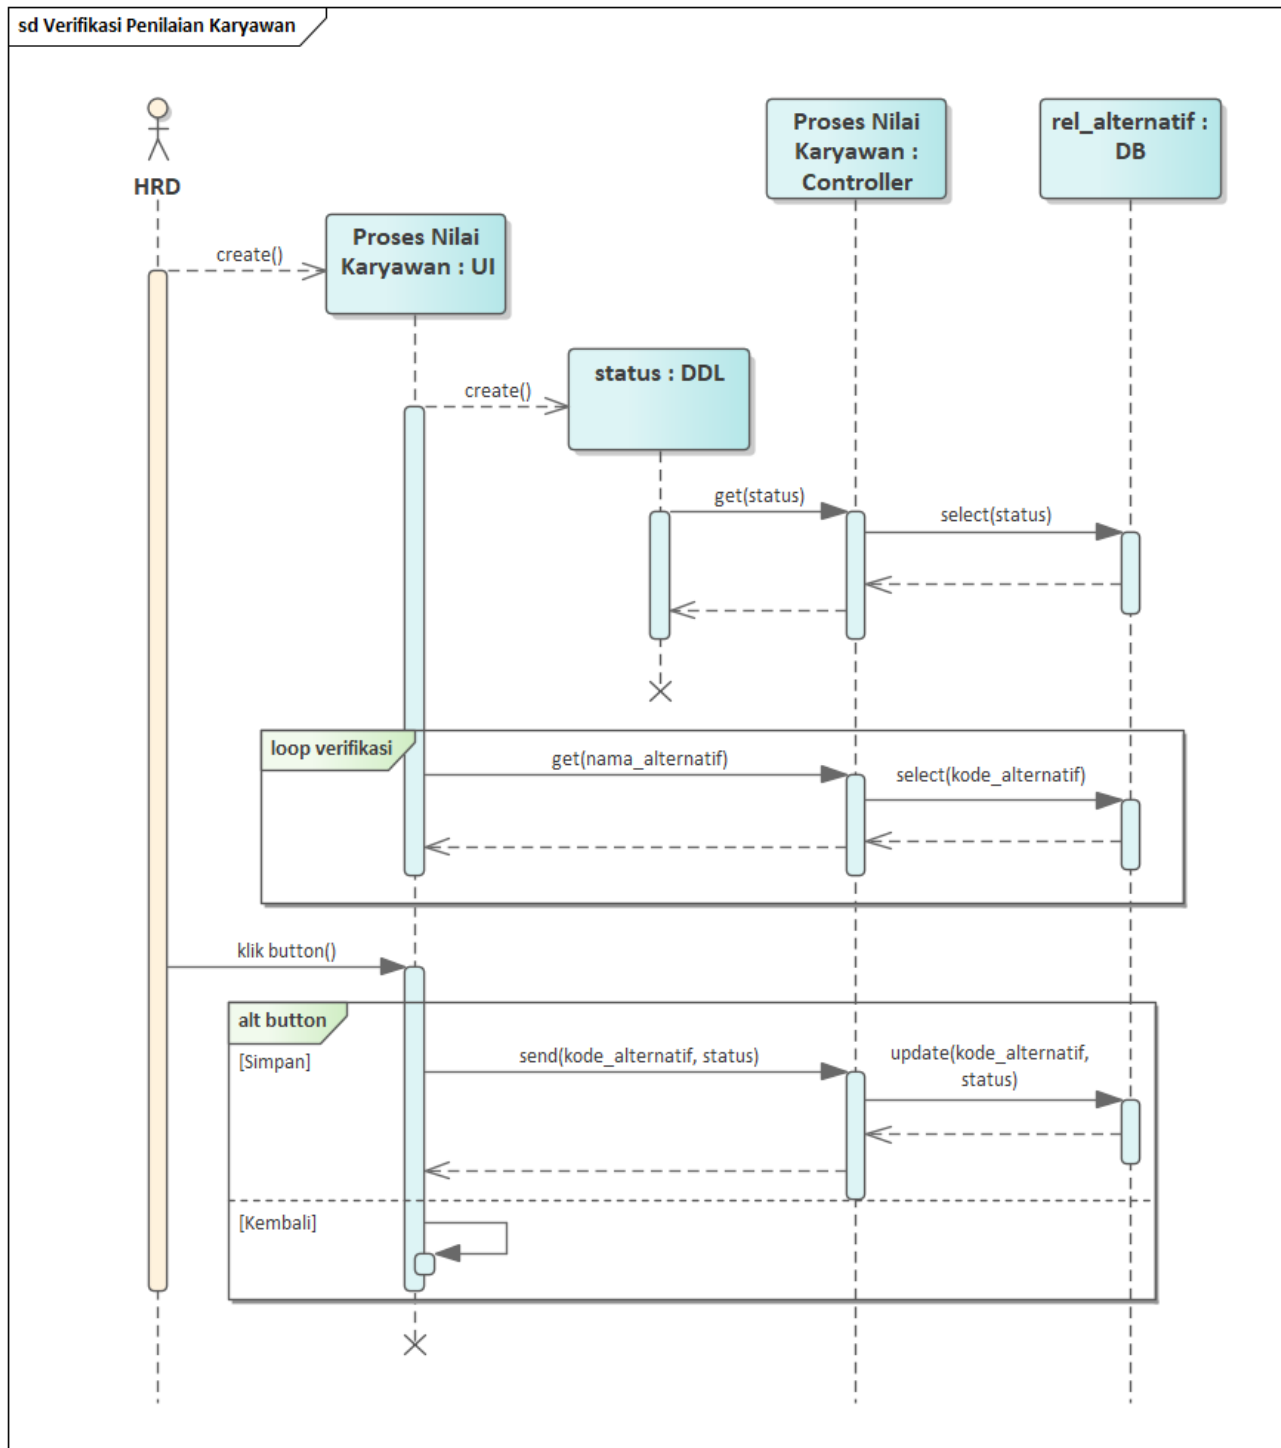 sd Verifikasi Penilaian Karyawan
HRD
Proses Nilai
Karyawan :
Controller
rel_alternatif :
DB
create()
Proses Nilai
Karyawan : UI
create()
status : DDL
get(status)
select(status)
loop verifikasi
get(nama_alternatif)
select(kode_alternatif)
klik button()
alt button
[Simpan]
send(kode_alternatif, status)
update(kode_alternatif,
status)
[Kembali]